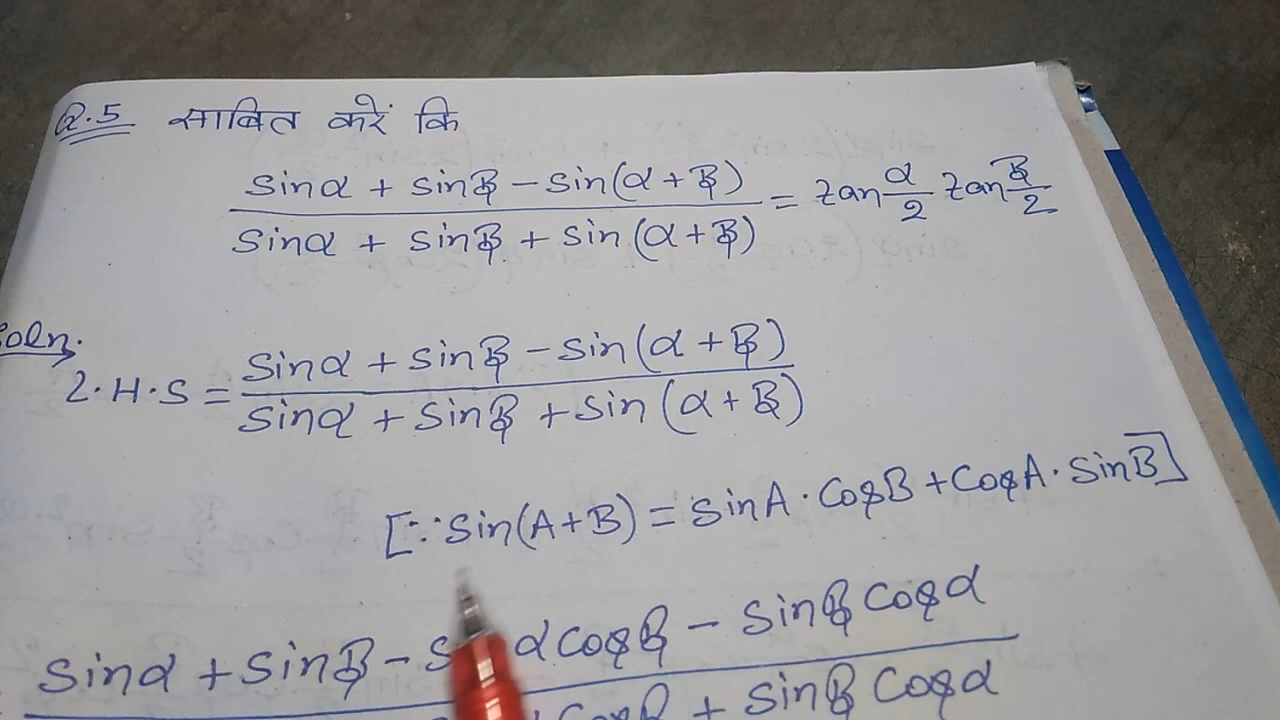 Q.5 साबित करें कि
sinα + sinβ − sin(α + β) / sinα + sinβ + sin(α + β) = tan α/2 tan β/2
Soln.
L.H.S = sinα + sinβ − sin(α + β) / sinα + sinβ + sin(α + β)
[∵ sin(A+B) = sinA·cosB + cosA·sinB]
sinα + sinβ − s α cosβ − sinβ cosα
cosβ + sinβ cosα